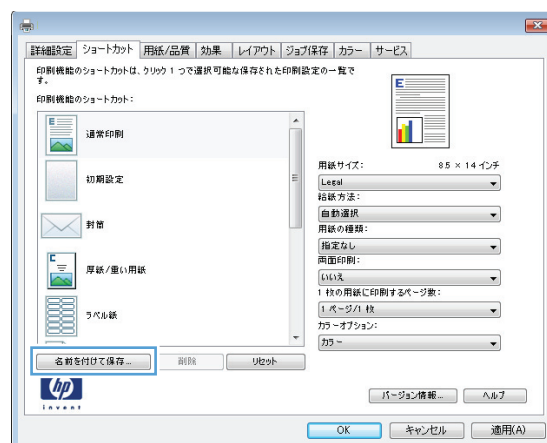 詳細設定 ショートカット 用紙/品質 効果 レイアウト ジョブ保存 カラー サービス
印刷機能のショートカットは、クリック 1 つで選択可能な保存された印刷設定の一覧で
す。
印刷機能のショートカット:
E
通常印刷
初期設定
封筒
厚紙/重い用紙
ラベル紙
名前を付けて保存... 削除 リセット
E
用紙サイズ: 8.5 × 14 インチ
Legal
給紙方法:
自動選択
用紙の種類:
指定なし
両面印刷:
いいえ
1 枚の用紙に印刷するページ数:
1 ページ/1 枚
カラーオプション:
カラー
hp
invent
バージョン情報... ヘルプ
OK キャンセル 適用(A)